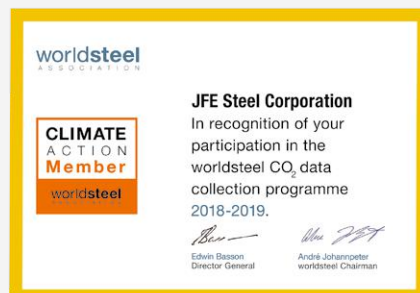 worldsteel
ASSOCIATION
CLIMATE
ACTION
Member
worldsteel
ASSOCIATION
JFE Steel Corporation
In recognition of your
participation in the
worldsteel CO2 data
collection programme
2018-2019.
Edwin Basson
Director General
André Johannpeter
worldsteel Chairman